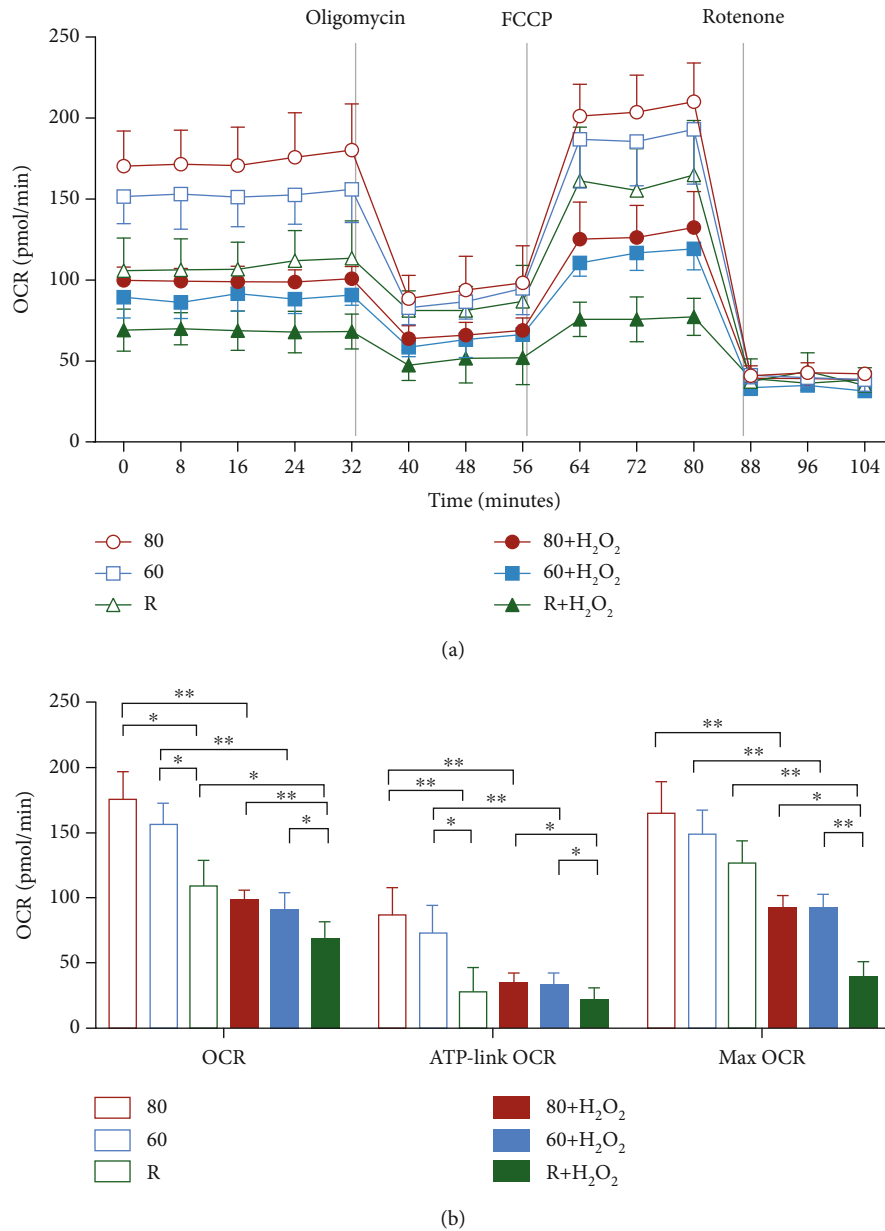 Oligomycin FCCP Rotenone
250
200
150
100
50
0
OCR (pmol/min)
0 8 16 24 32 40 48 56 64 72 80 88 96 104
Time (minutes)
80 80+H₂O₂
60 60+H₂O₂
R R+H₂O₂
(a)
250
200
150
100
50
0
OCR (pmol/min)
** ** 
* ** **
* * ** ** **
** ** *
* * * **
*
OCR ATP-link OCR Max OCR
80 80+H₂O₂
60 60+H₂O₂
R R+H₂O₂
(b)